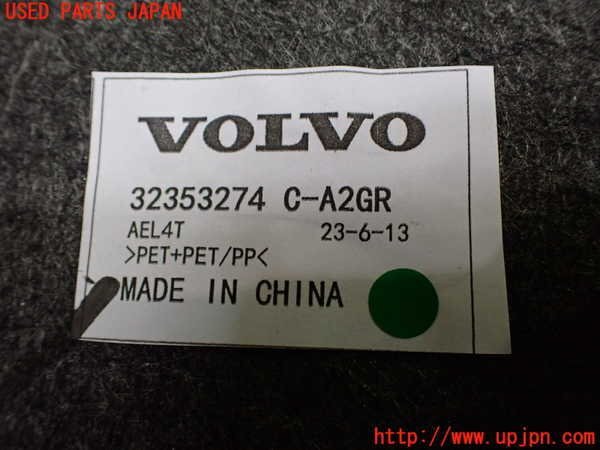 USED PARTS JAPAN
VOLVO
32353274 C-A2GR
AEL4T 23-6-13
>PET+PET/PP<
MADE IN CHINA
http://www.upjpn.com/